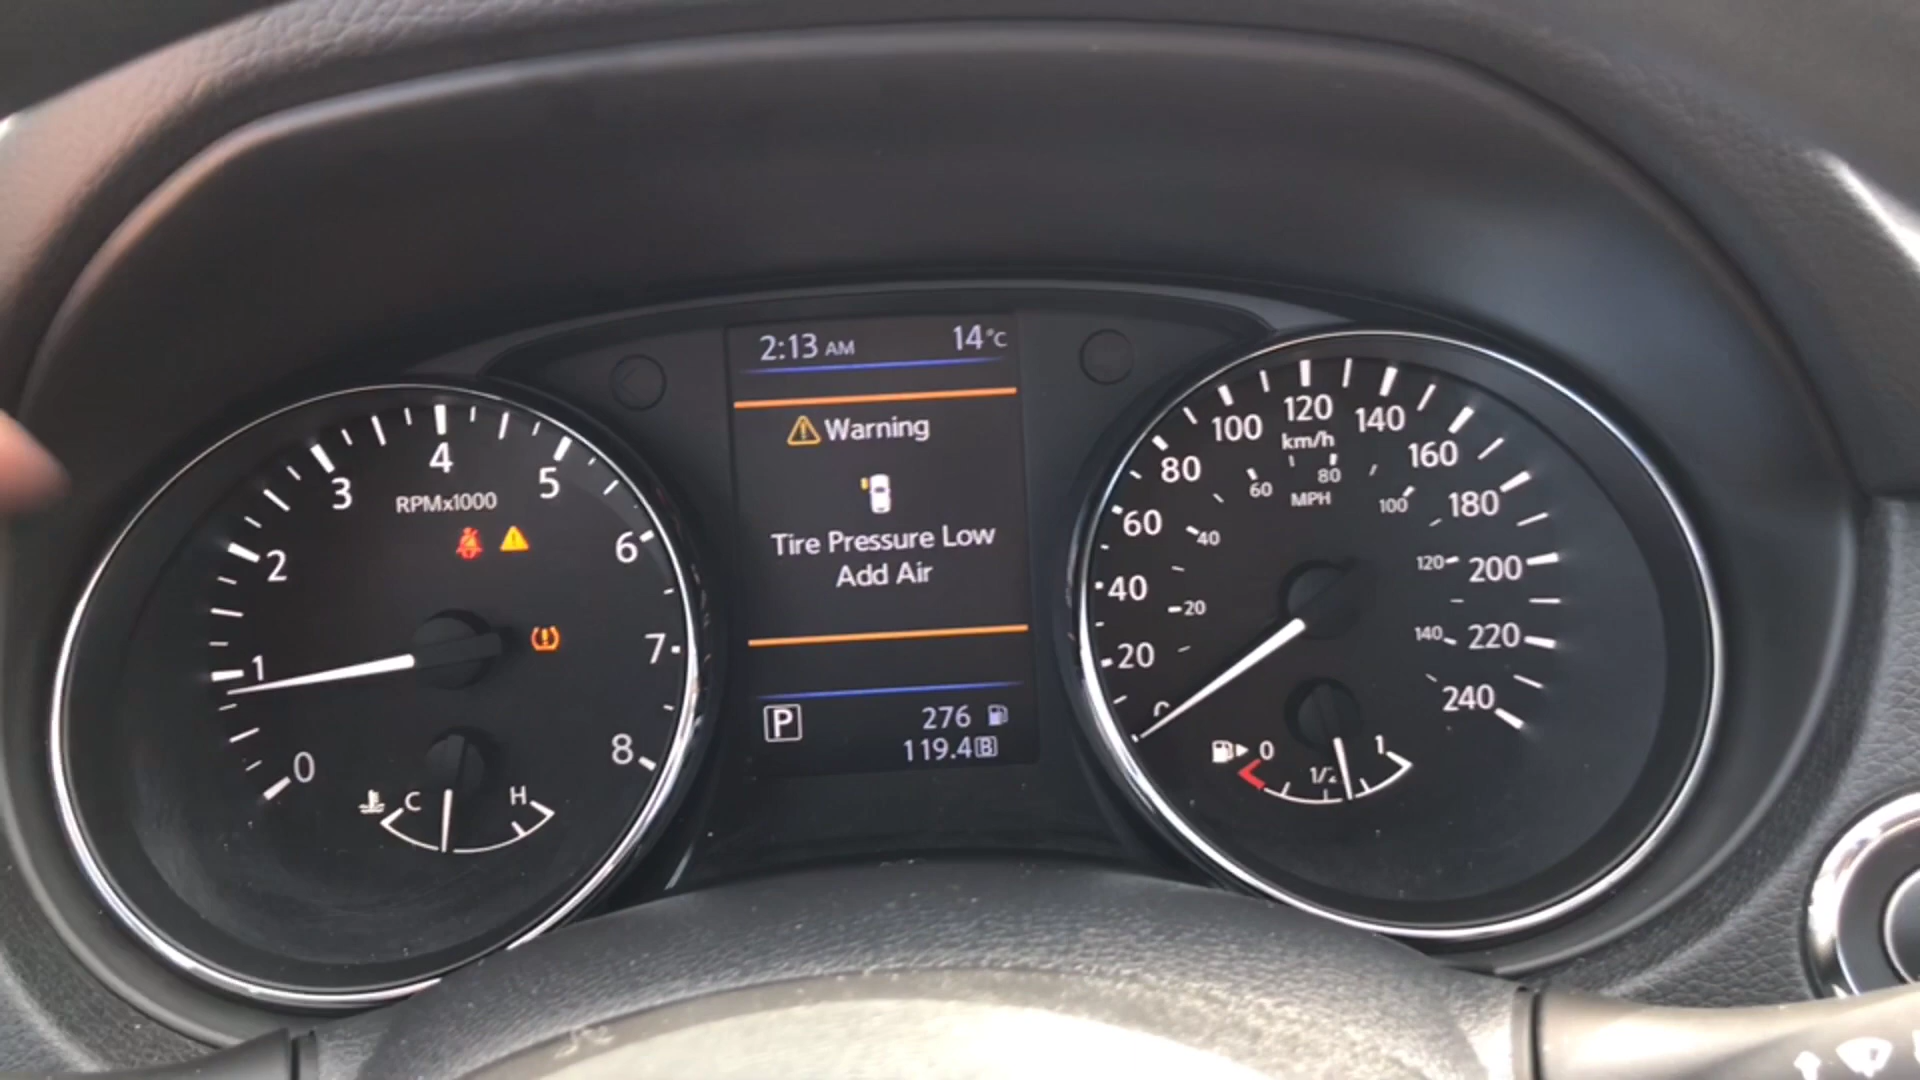 2:13 AM 14°C
Warning
Tire Pressure Low
Add Air
P 276
119.4 B
0
1
2
3
4
5
6
7
8
RPMx1000
C H
20
40
60
80
100
120
140
160
180
200
220
240
km/h
20
40
60
80
100
120
140
MPH
0 1/2 1